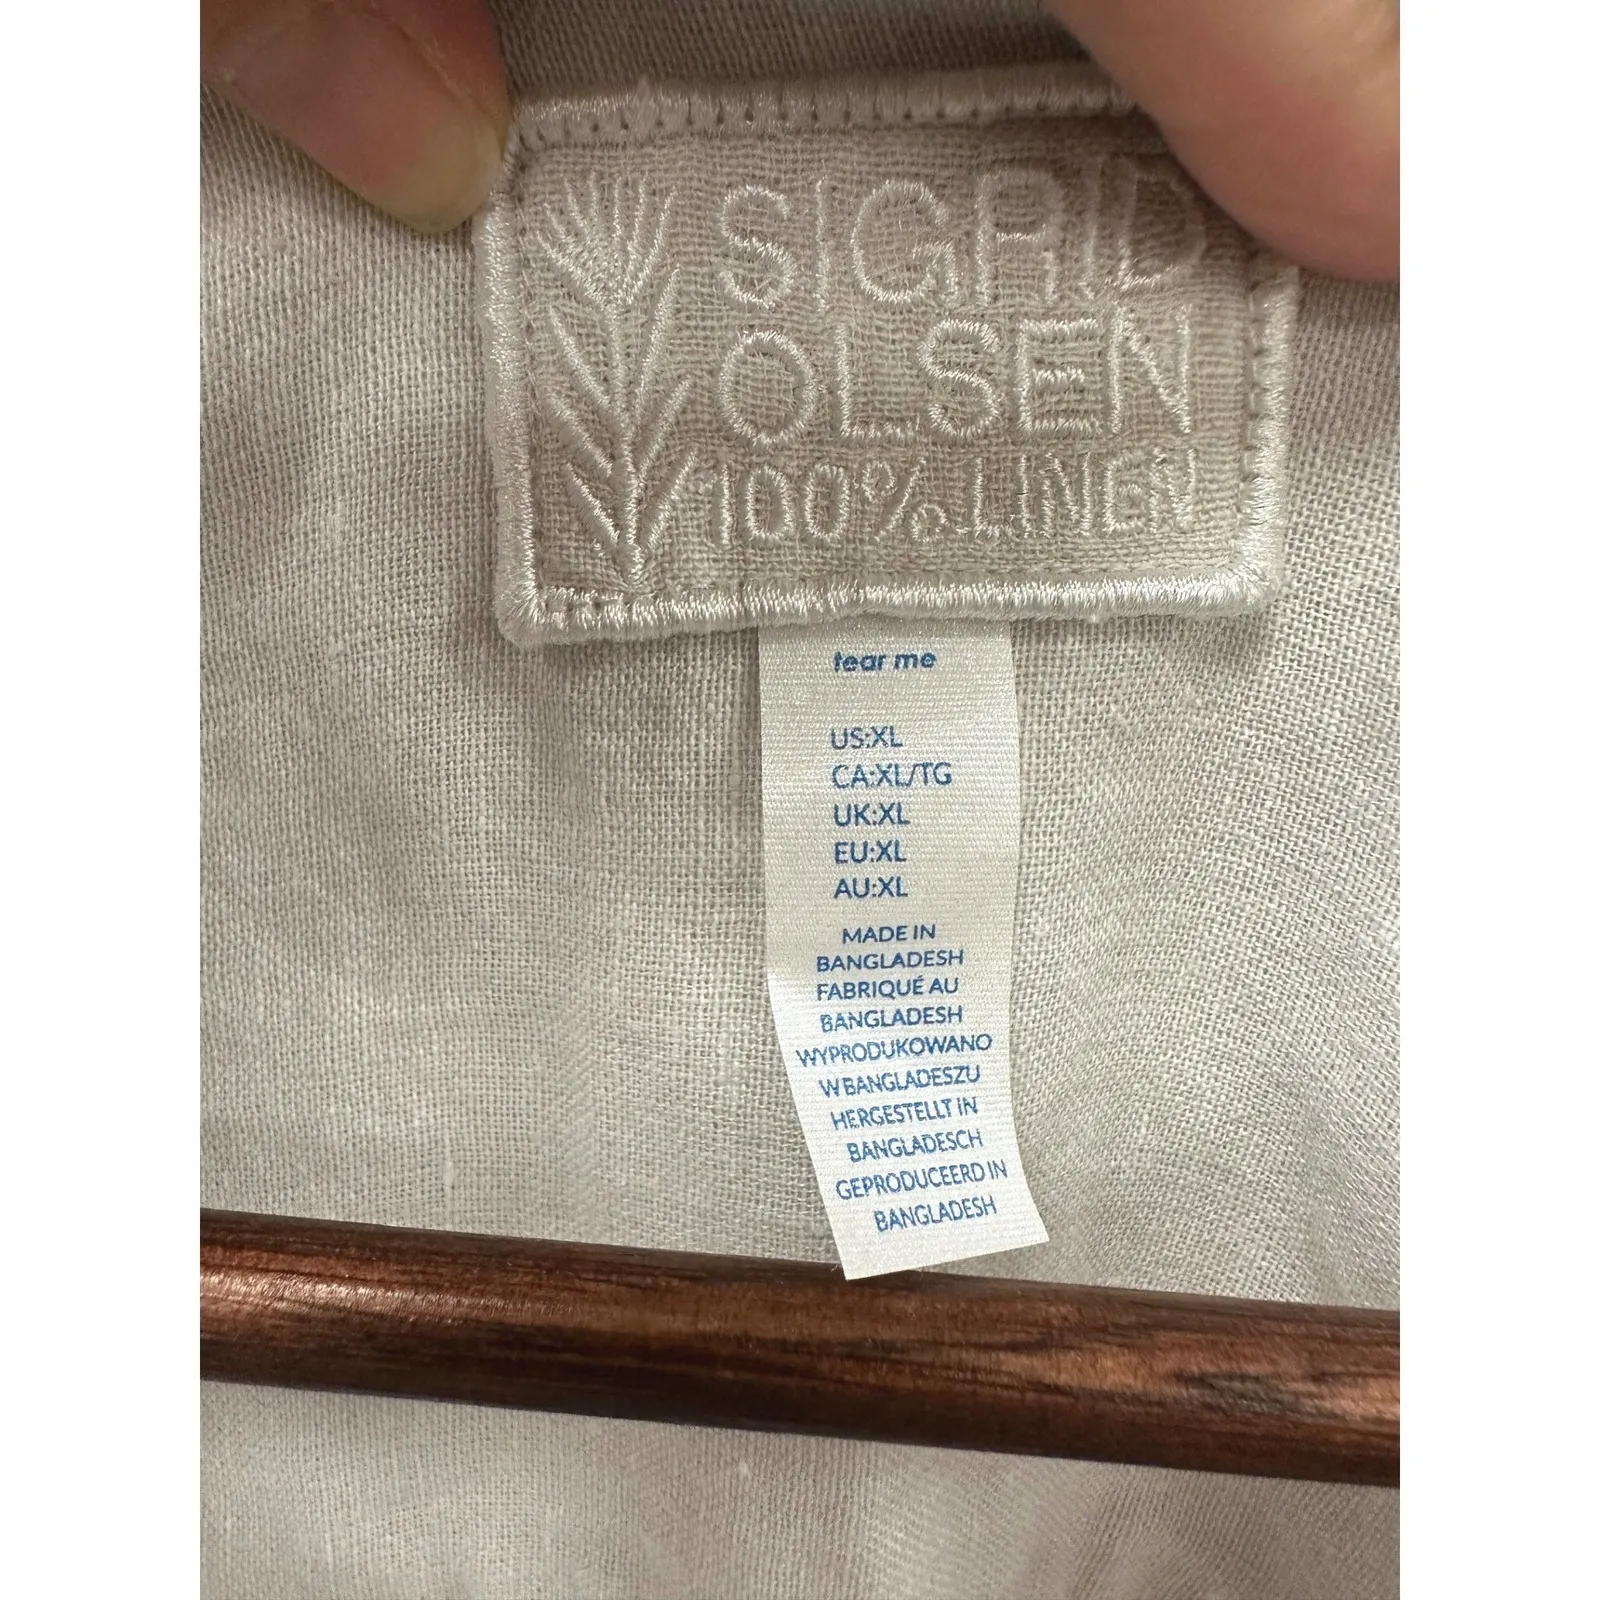 SIGRID
OLSEN
100% LINEN
tear me
US:XL
CA:XL/TG
UK:XL
EU:XL
AU:XL
MADE IN
BANGLADESH
FABRIQUÉ AU
BANGLADESH
WYPRODUKOWANO
W BANGLADESZU
HERGESTELLT IN
BANGLADESCH
GEPRODUCEERD IN
BANGLADESH